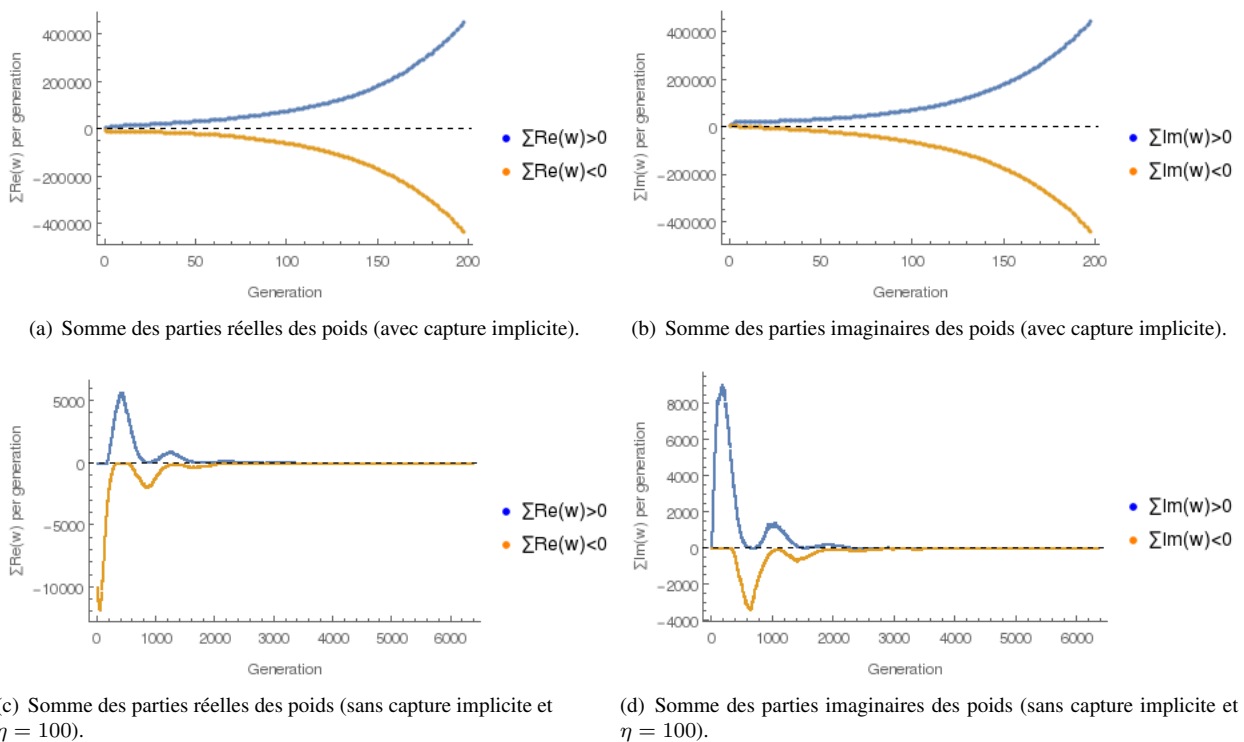 400000
200000
0
−200000
−400000
∑Re(w) per generation
0 50 100 150 200
Generation
∑Re(w)>0
∑Re(w)<0
(a) Somme des parties réelles des poids (avec capture implicite).
400000
200000
0
−200000
−400000
∑Im(w) per generation
0 50 100 150 200
Generation
∑Im(w)>0
∑Im(w)<0
(b) Somme des parties imaginaires des poids (avec capture implicite).
5000
0
−5000
−10000
∑Re(w) per generation
0 1000 2000 3000 4000 5000 6000
Generation
∑Re(w)>0
∑Re(w)<0
(c) Somme des parties réelles des poids (sans capture implicite et
η = 100).
8000
6000
4000
2000
0
−2000
−4000
∑Im(w) per generation
0 1000 2000 3000 4000 5000 6000
Generation
∑Im(w)>0
∑Im(w)<0
(d) Somme des parties imaginaires des poids (sans capture implicite et
η = 100).